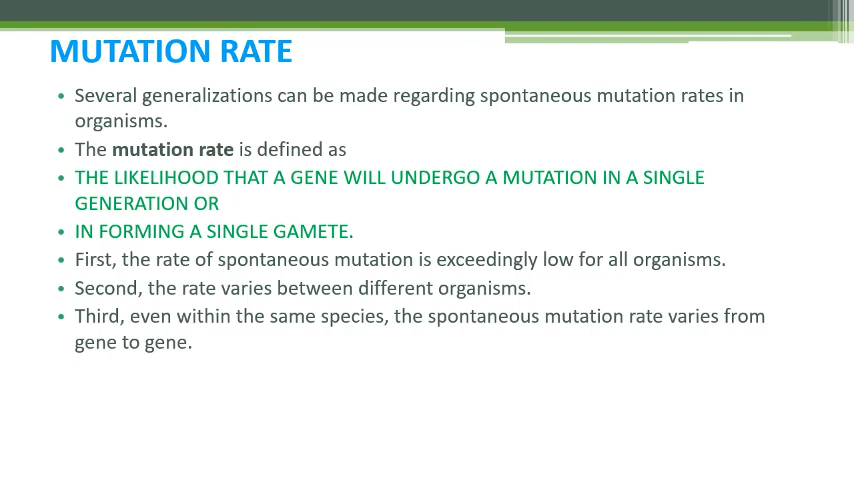 MUTATION RATE
• Several generalizations can be made regarding spontaneous mutation rates in
organisms.
• The mutation rate is defined as
• THE LIKELIHOOD THAT A GENE WILL UNDERGO A MUTATION IN A SINGLE
GENERATION OR
• IN FORMING A SINGLE GAMETE.
• First, the rate of spontaneous mutation is exceedingly low for all organisms.
• Second, the rate varies between different organisms.
• Third, even within the same species, the spontaneous mutation rate varies from
gene to gene.